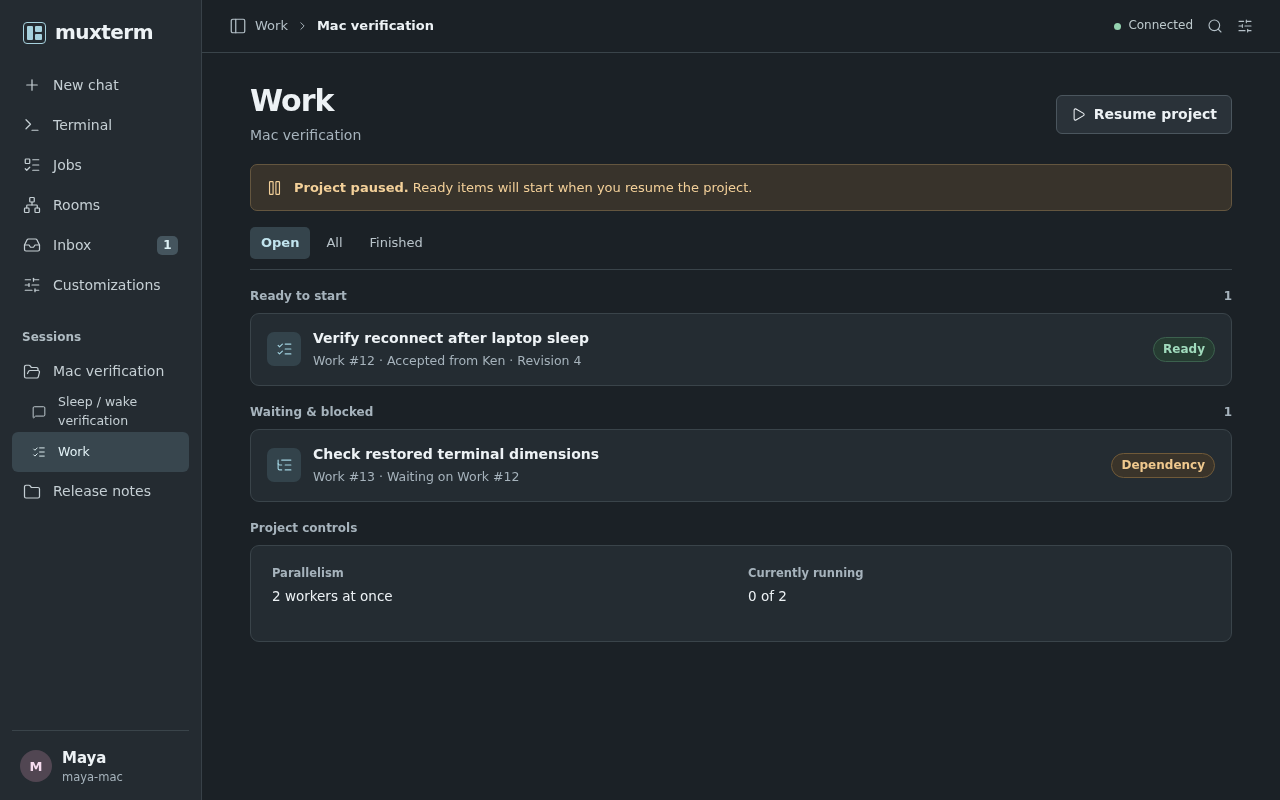 muxterm
New chat
Terminal
Jobs
Rooms
Inbox 1
Customizations
Sessions
Mac verification
Sleep / wake
verification
Work
Release notes
M
Maya
maya-mac
Work > Mac verification
Connected
Work
Mac verification
Resume project
Project paused. Ready items will start when you resume the project.
Open All Finished
Ready to start 1
Verify reconnect after laptop sleep
Work #12 · Accepted from Ken · Revision 4
Ready
Waiting & blocked 1
Check restored terminal dimensions
Work #13 · Waiting on Work #12
Dependency
Project controls
Parallelism
2 workers at once
Currently running
0 of 2